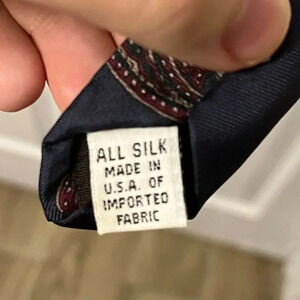 ALL SILK
MADE IN
U.S.A. OF
IMPORTED
FABRIC